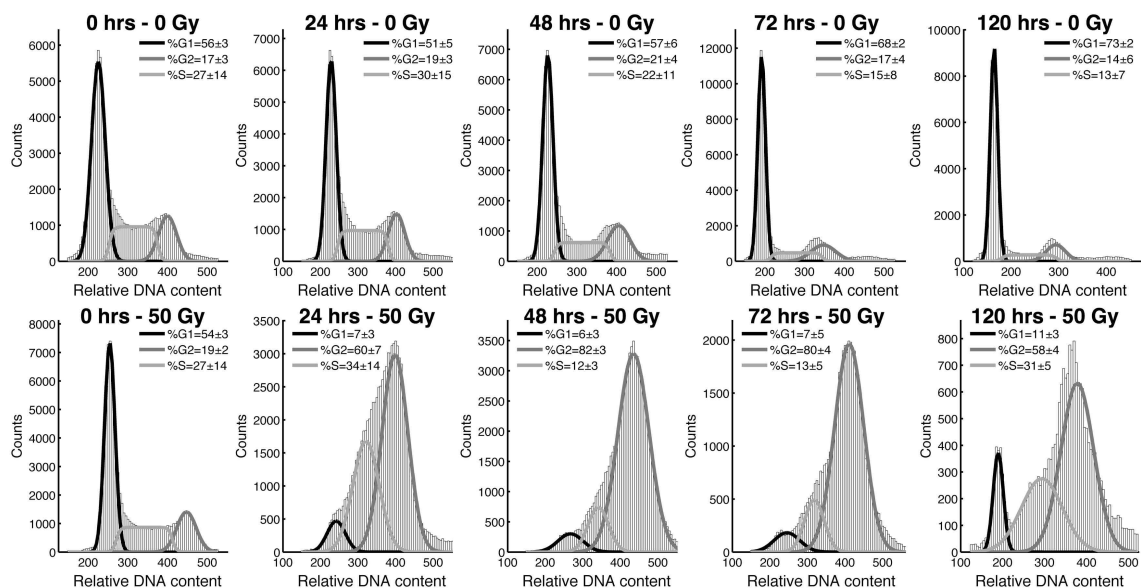 0 hrs - 0 Gy
%G1=56±3
%G2=17±3
%S=27±14
6000
5000
4000
3000
2000
1000
0
Counts
200 300 400 500
Relative DNA content
24 hrs - 0 Gy
%G1=51±5
%G2=19±3
%S=30±15
7000
6000
5000
4000
3000
2000
1000
0
Counts
100 200 300 400 500
Relative DNA content
48 hrs - 0 Gy
%G1=57±6
%G2=21±4
%S=22±11
7000
6000
5000
4000
3000
2000
1000
0
Counts
100 200 300 400 500
Relative DNA content
72 hrs - 0 Gy
%G1=68±2
%G2=17±4
%S=15±8
12000
10000
8000
6000
4000
2000
0
Counts
200 300 400 500
Relative DNA content
120 hrs - 0 Gy
%G1=73±2
%G2=14±6
%S=13±7
10000
8000
6000
4000
2000
0
Counts
100 200 300 400
Relative DNA content
0 hrs - 50 Gy
%G1=54±3
%G2=19±2
%S=27±14
8000
7000
6000
5000
4000
3000
2000
1000
0
Counts
200 300 400 500
Relative DNA content
24 hrs - 50 Gy
%G1=7±3
%G2=60±7
%S=34±14
3500
3000
2500
2000
1500
1000
500
0
Counts
100 200 300 400 500
Relative DNA content
48 hrs - 50 Gy
%G1=6±3
%G2=82±3
%S=12±3
3500
3000
2500
2000
1500
1000
500
0
Counts
100 200 300 400 500
Relative DNA content
72 hrs - 50 Gy
%G1=7±5
%G2=80±4
%S=13±5
2000
1500
1000
500
0
Counts
200 300 400 500
Relative DNA content
120 hrs - 50 Gy
%G1=11±3
%G2=58±4
%S=31±5
800
700
600
500
400
300
200
100
0
Counts
200 300 400 500
Relative DNA content